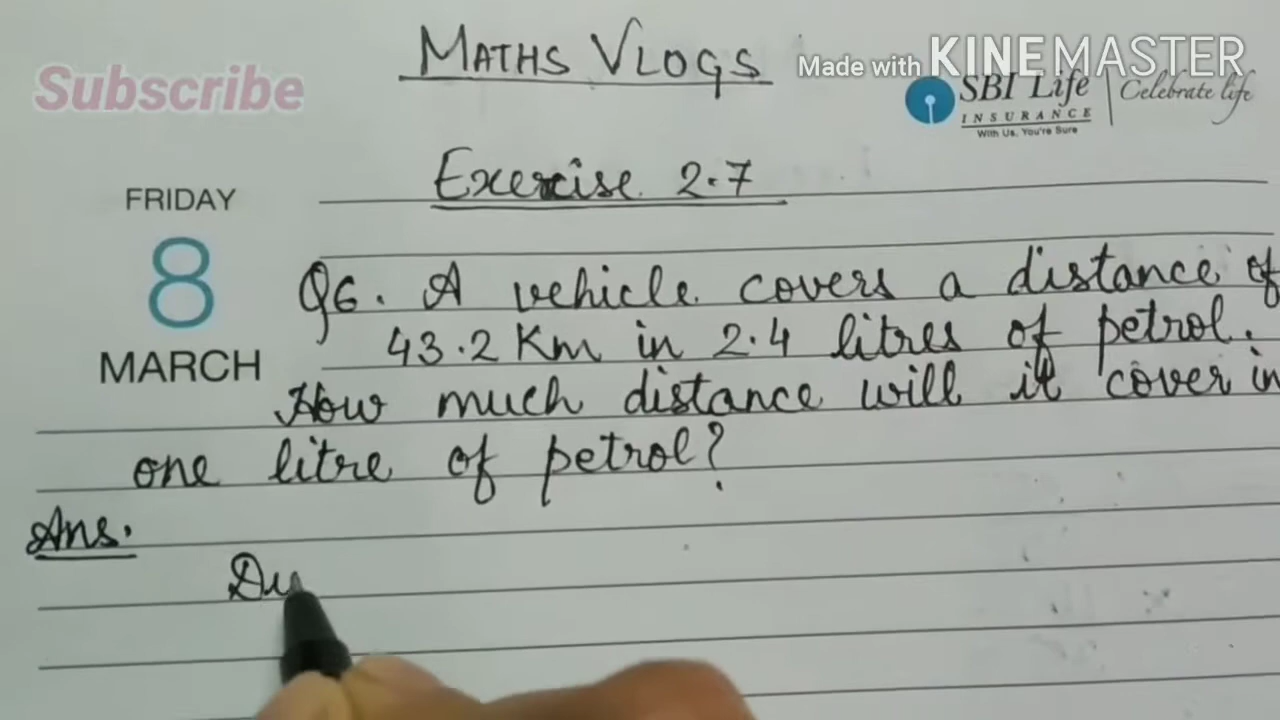 MATHS VLOGS
Made with KINEMASTER
Subscribe
SBI Life
INSURANCE
With Us, You're Sure
Celebrate life
Exercise 2.7
FRIDAY
8
MARCH
Q6. A vehicle covers a distance of
43.2 Km in 2.4 litres of petrol.
How much distance will it cover in
one litre of petrol?
Ans.